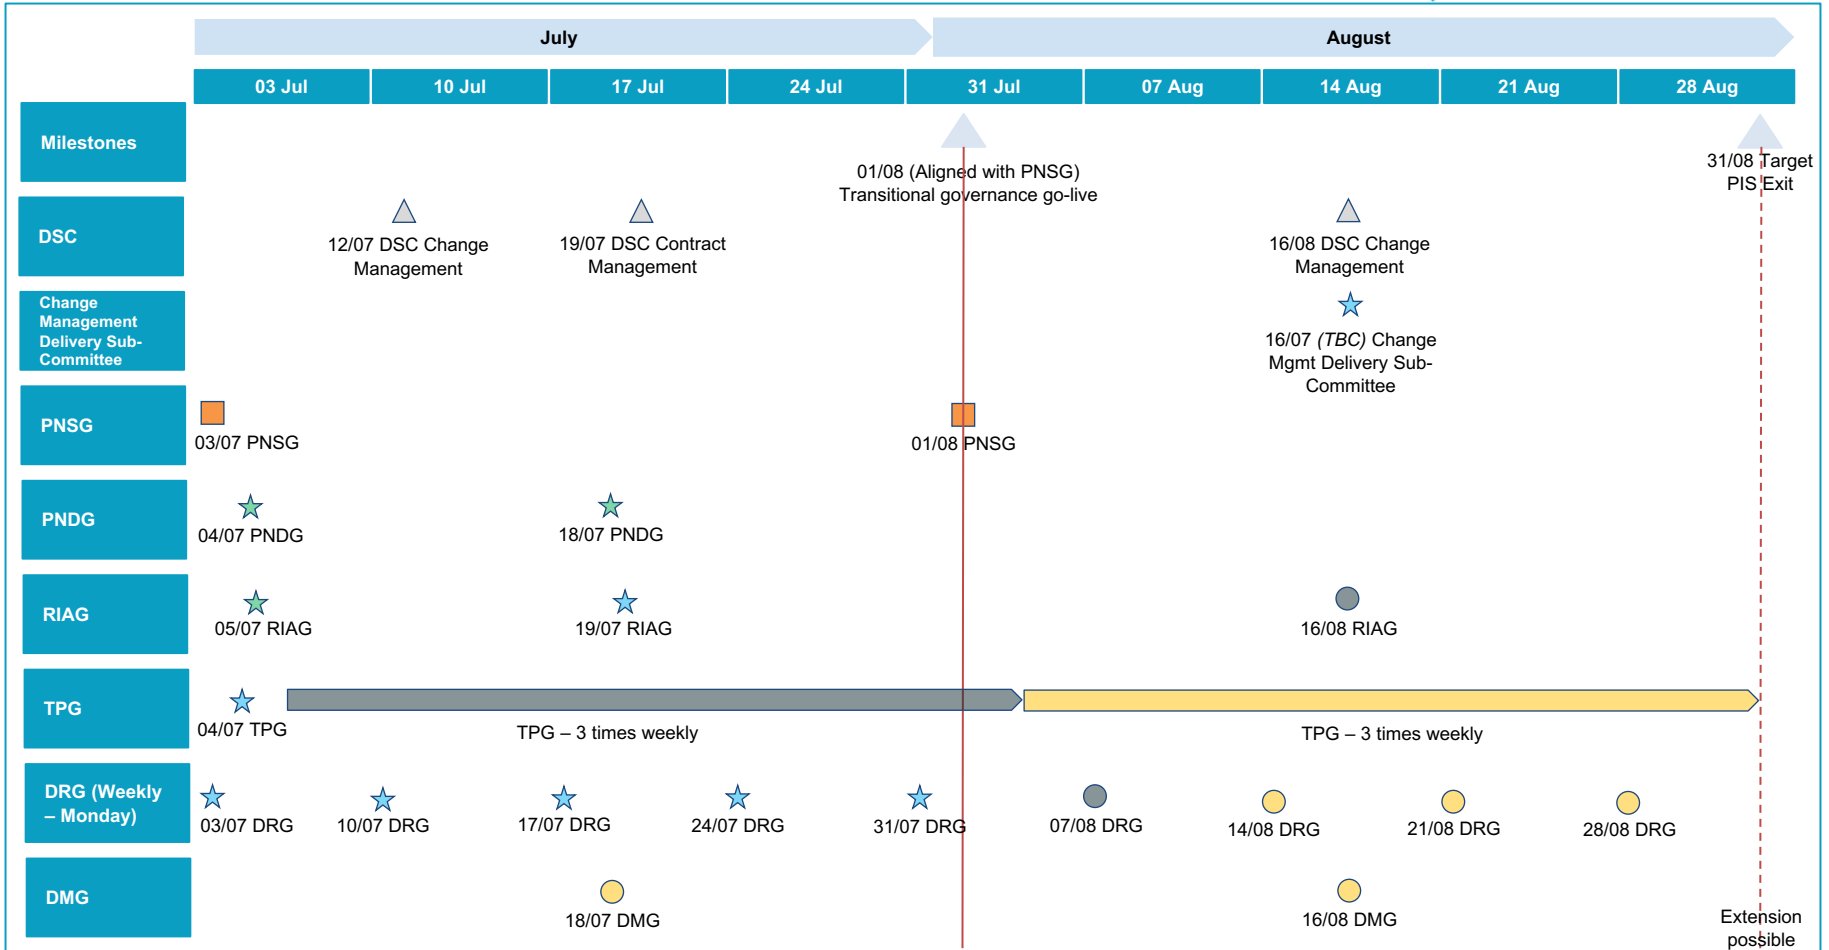 July
August
03 Jul
10 Jul
17 Jul
24 Jul
31 Jul
07 Aug
14 Aug
21 Aug
28 Aug
Milestones
01/08 (Aligned with PNSG)
Transitional governance go-live
31/08 Target
PIS Exit
DSC
12/07 DSC Change
Management
19/07 DSC Contract
Management
16/08 DSC Change
Management
Change
Management
Delivery Sub-
Committee
16/07 (TBC) Change
Mgmt Delivery Sub-
Committee
PNSG
03/07 PNSG
01/08 PNSG
PNDG
04/07 PNDG
18/07 PNDG
RIAG
05/07 RIAG
19/07 RIAG
16/08 RIAG
TPG
04/07 TPG
TPG – 3 times weekly
TPG – 3 times weekly
DRG (Weekly
– Monday)
03/07 DRG
10/07 DRG
17/07 DRG
24/07 DRG
31/07 DRG
07/08 DRG
14/08 DRG
21/08 DRG
28/08 DRG
DMG
18/07 DMG
16/08 DMG
Extension
possible